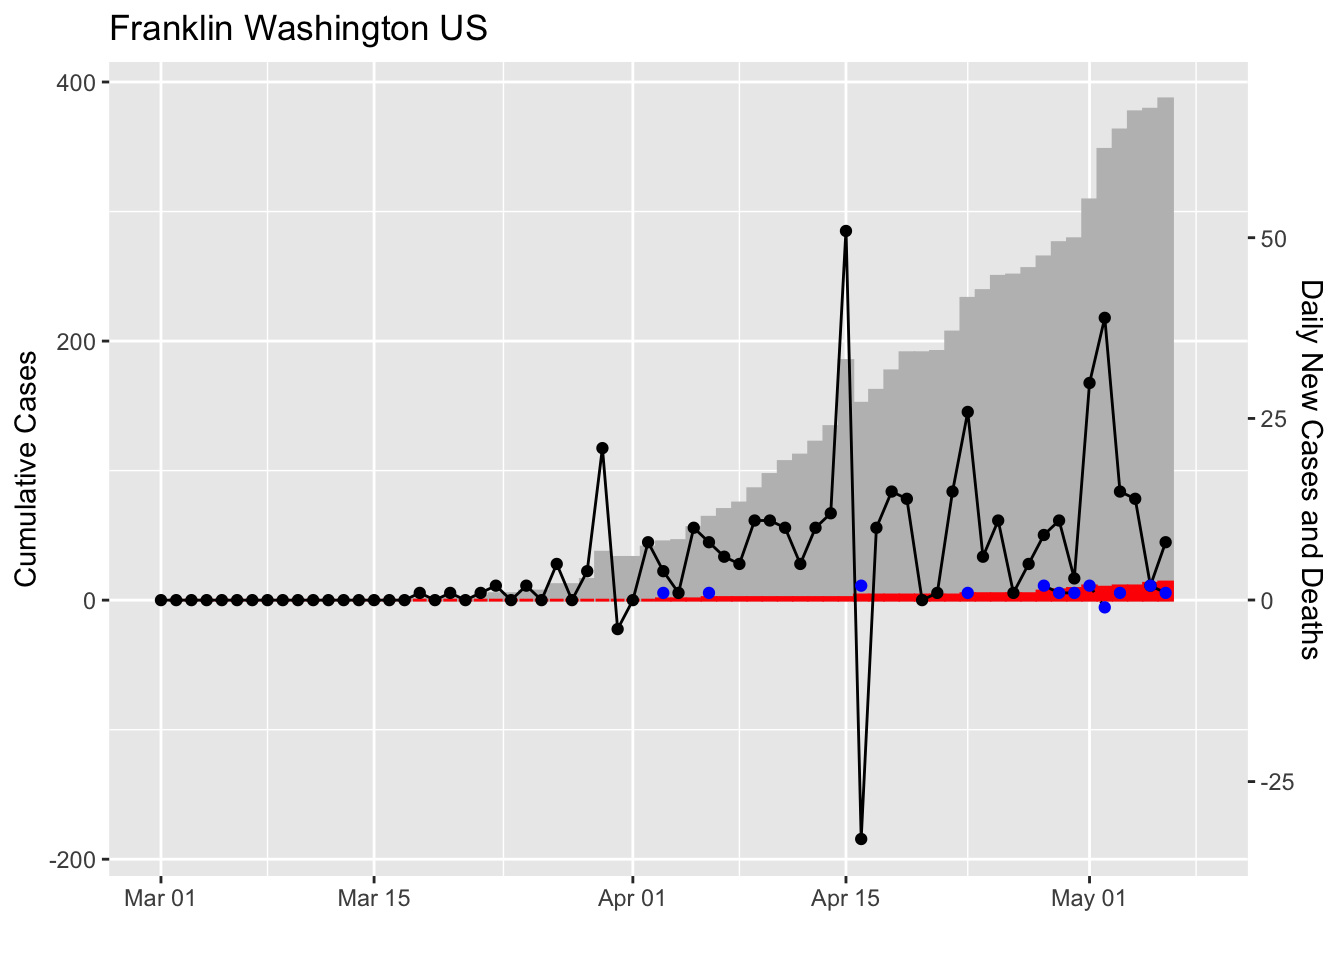 Franklin Washington US
400
200
0
-200
Cumulative Cases
50
25
0
-25
Daily New Cases and Deaths
Mar 01
Mar 15
Apr 01
Apr 15
May 01